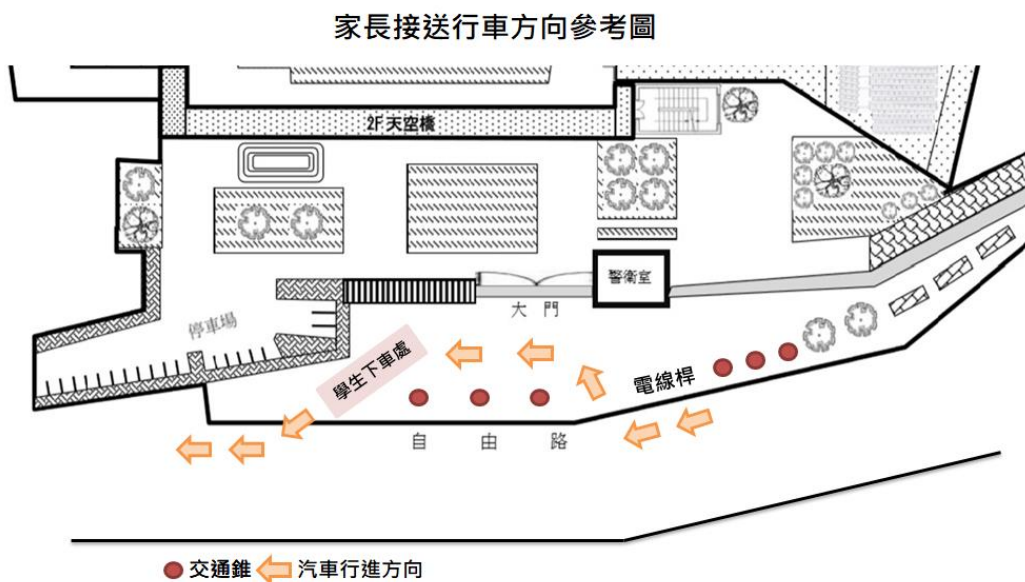 家長接送行車方向參考圖
2F天空橋
警衛室
大門
停車場
學生下車處
電線桿
自由路
交通錐
汽車行進方向